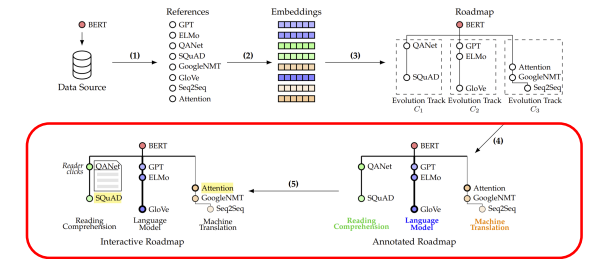 References
Embeddings
Roadmap
BERT
Data Source
(1)
GPT
ELMo
QANet
SQuAD
GoogleNMT
GloVe
Seq2Seq
Attention
(2)
(3)
BERT
QANet
SQuAD
GPT
ELMo
GloVe
Attention
GoogleNMT
Seq2Seq
Evolution Track
C1
Evolution Track
C2
Evolution Track
C3
(4)
BERT
Reader
clicks
QANet
SQuAD
GPT
ELMo
GloVe
Attention
GoogleNMT
Seq2Seq
Reading
Comprehension
Language
Model
Machine
Translation
Interactive Roadmap
(5)
BERT
QANet
SQuAD
GPT
ELMo
GloVe
Attention
GoogleNMT
Seq2Seq
Reading
Comprehension
Language
Model
Machine
Translation
Annotated Roadmap